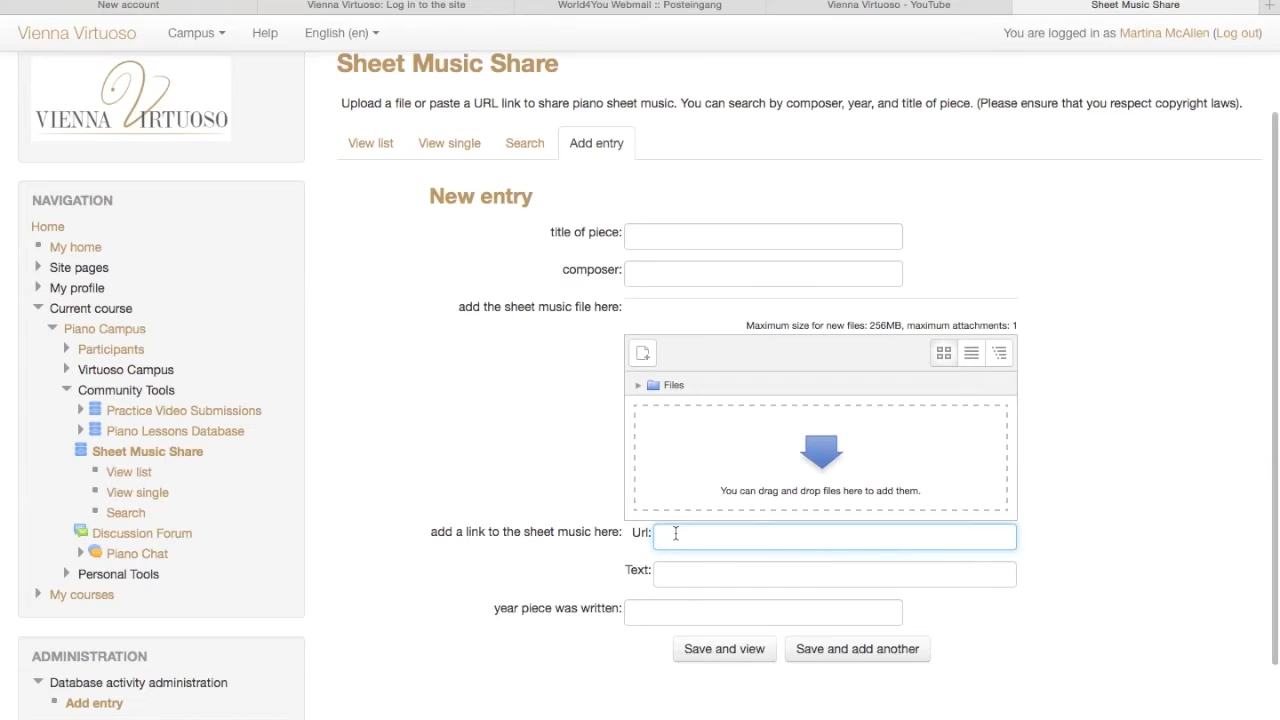 New account
Vienna Virtuoso: Log in to the site
World4You Webmail :: Posteingang
Vienna Virtuoso - YouTube
Sheet Music Share
Vienna Virtuoso
Campus
Help
English (en)
You are logged in as Martina McAllen (Log out)
VIENNA VIRTUOSO
NAVIGATION
Home
My home
Site pages
My profile
Current course
Piano Campus
Participants
Virtuoso Campus
Community Tools
Practice Video Submissions
Piano Lessons Database
Sheet Music Share
View list
View single
Search
Discussion Forum
Piano Chat
Personal Tools
My courses
ADMINISTRATION
Database activity administration
Add entry
Sheet Music Share
Upload a file or paste a URL link to share piano sheet music. You can search by composer, year, and title of piece. (Please ensure that you respect copyright laws).
View list
View single
Search
Add entry
New entry
title of piece:
composer:
add the sheet music file here:
Maximum size for new files: 256MB, maximum attachments: 1
Files
You can drag and drop files here to add them.
add a link to the sheet music here: Url:
Text:
year piece was written:
Save and view
Save and add another